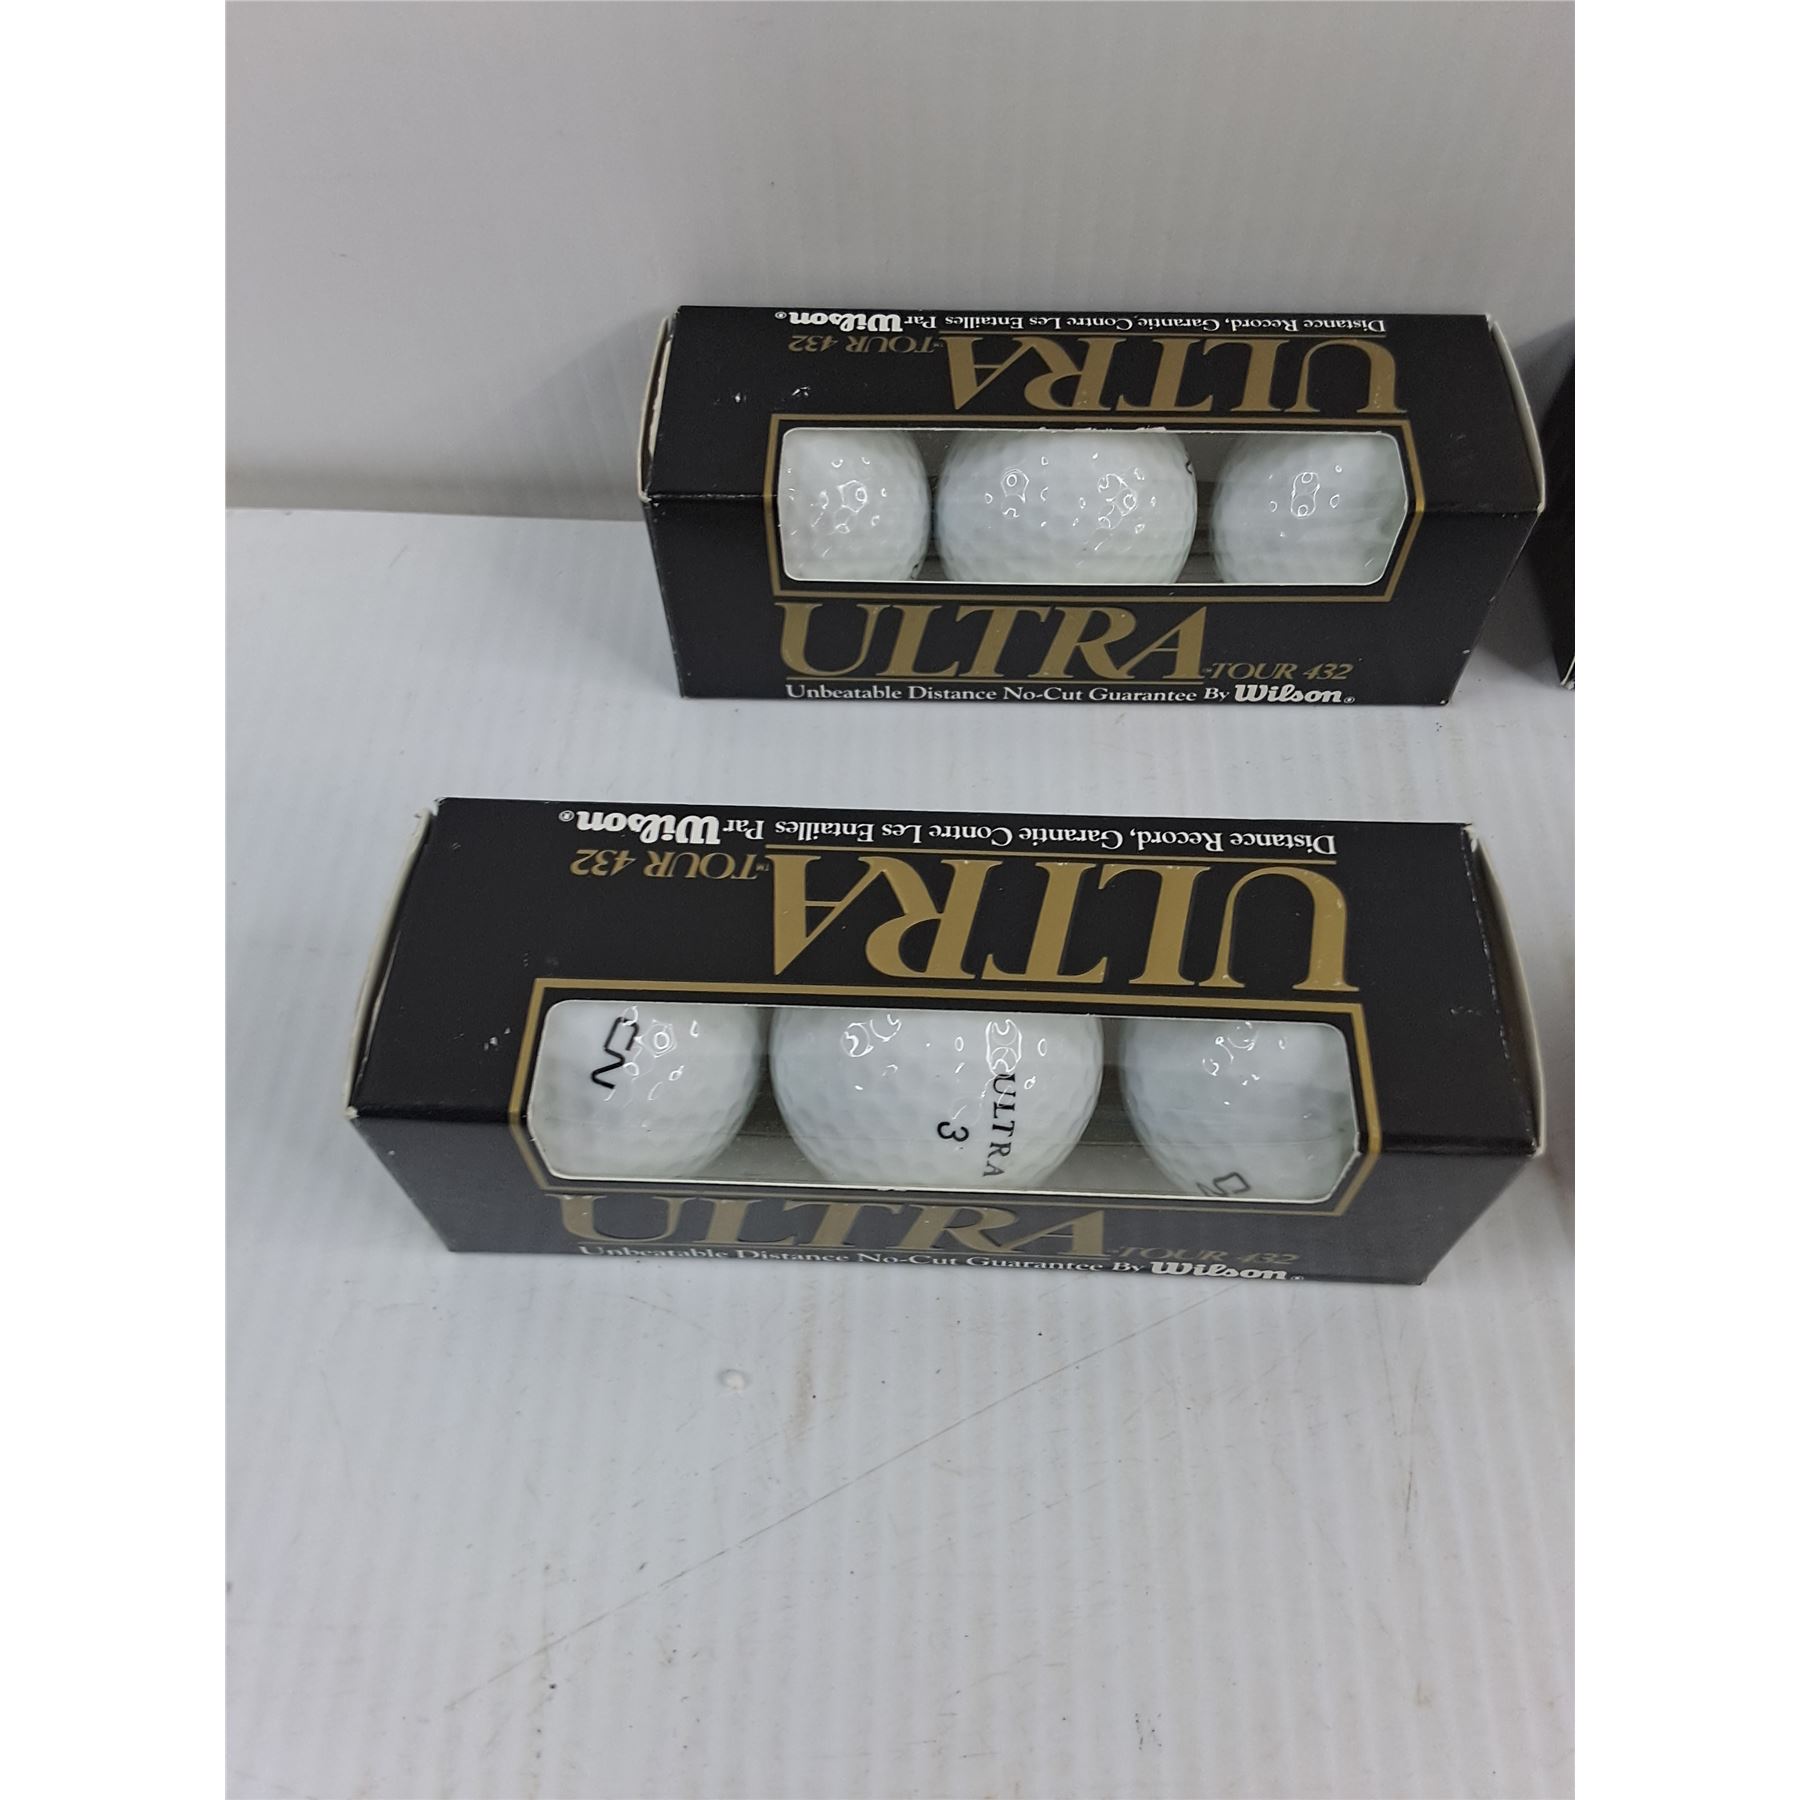 Distance Record, Garantie Contre Les Entailles Par Wilson®
ULTRA TOUR 432
ULTRA TOUR 432
Unbeatable Distance No-Cut Guarantee By Wilson®
Distance Record, Garantie Contre Les Entailles Par Wilson®
ULTRA™TOUR 432
ULTRA
3
ULTRA TOUR 432
Unbeatable Distance No-Cut Guarantee By Wilson®